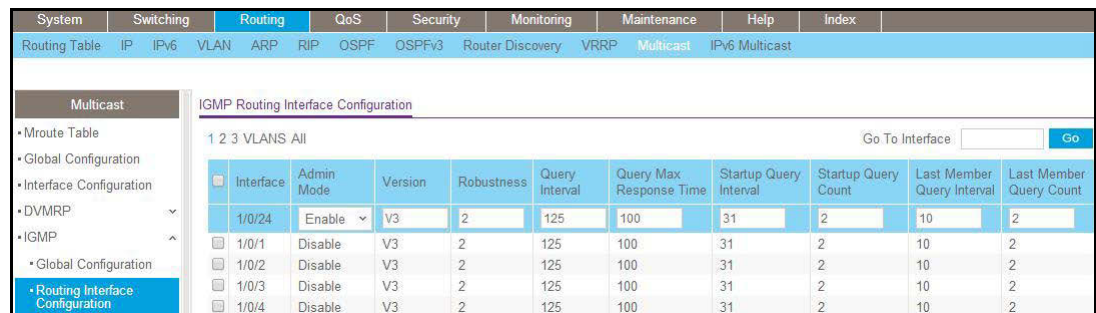 System Switching Routing QoS Security Monitoring Maintenance Help Index
Routing Table IP IPv6 VLAN ARP RIP OSPF OSPFv3 Router Discovery VRRP Multicast IPv6 Multicast
Multicast
Mroute Table
Global Configuration
Interface Configuration
DVMRP
IGMP
Global Configuration
Routing Interface
Configuration
IGMP Routing Interface Configuration
1 2 3 VLANS All Go To Interface Go
Interface Admin Mode Version Robustness Query Interval Query Max Response Time Startup Query Interval Startup Query Count Last Member Query Interval Last Member Query Count
1/0/24 Enable V3 2 125 100 31 2 10 2
1/0/1 Disable V3 2 125 100 31 2 10 2
1/0/2 Disable V3 2 125 100 31 2 10 2
1/0/3 Disable V3 2 125 100 31 2 10 2
1/0/4 Disable V3 2 125 100 31 2 10 2